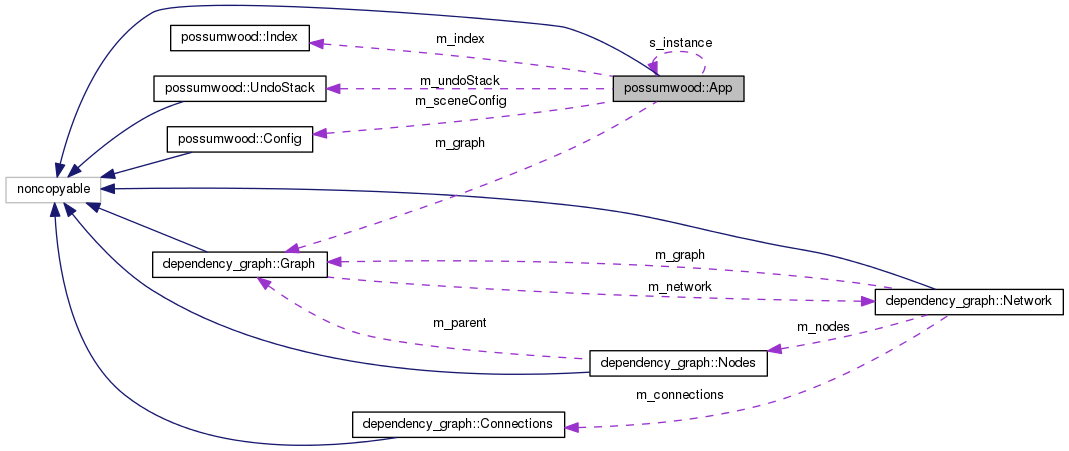 possumwood::Index
m_index
s_instance
possumwood::App
possumwood::UndoStack
m_undoStack
m_sceneConfig
possumwood::Config
m_graph
noncopyable
dependency_graph::Graph
m_graph
m_network
dependency_graph::Network
m_parent
m_nodes
dependency_graph::Nodes
m_connections
dependency_graph::Connections